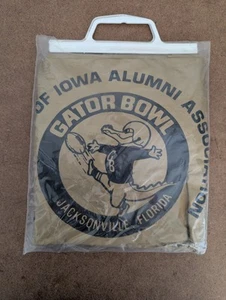 OF IOWA ALUMNI ASSOCIATION
GATOR BOWL
JACKSONVILLE FLORIDA